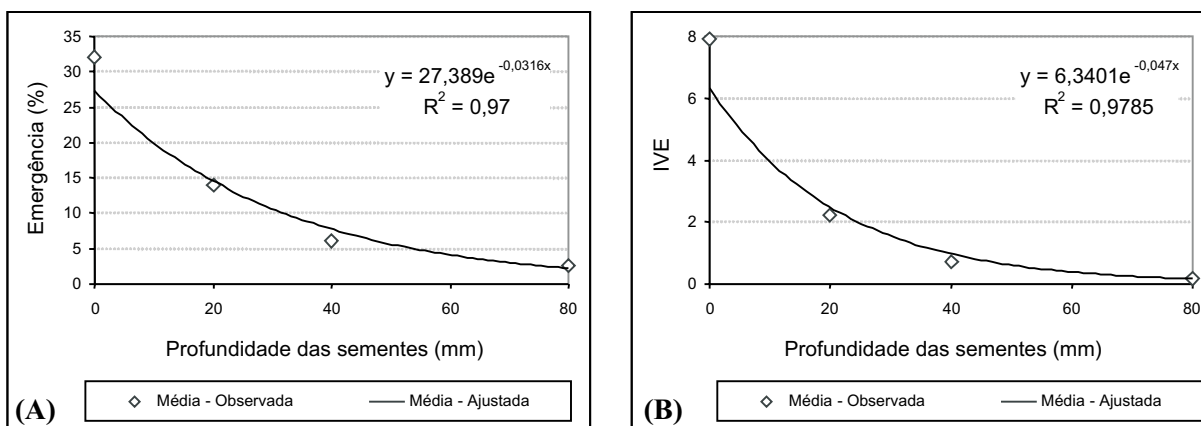 35
30
25
20
15
10
5
0
Emergência (%)
y = 27,389e^-0,0316x
R² = 0,97
0 20 40 60 80
Profundidade das sementes (mm)
(A)
Média - Observada
Média - Ajustada
8
6
4
2
0
IVE
y = 6,3401e^-0,047x
R² = 0,9785
0 20 40 60 80
Profundidade das sementes (mm)
(B)
Média - Observada
Média - Ajustada